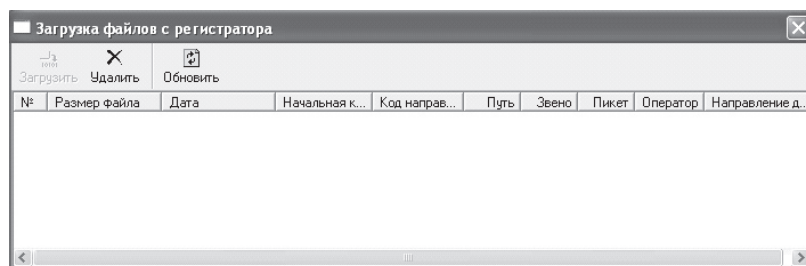 Загрузка файлов с регистратора
Загрузить Удалить Обновить
№ Размер файла Дата Начальная к... Код направ... Путь Звено Пикет Оператор Направление д...